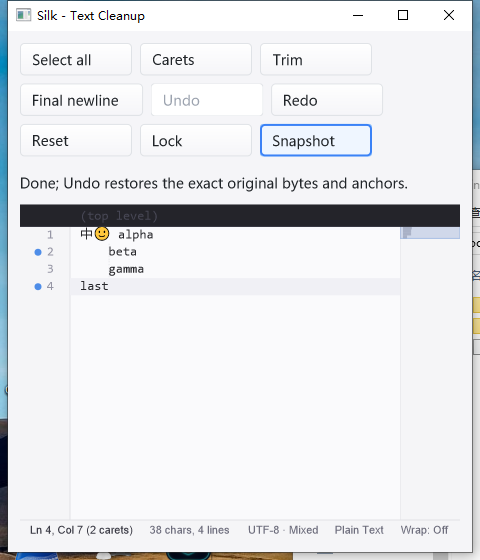 Silk - Text Cleanup
Select all Carets Trim
Final newline Undo Redo
Reset Lock Snapshot
Done; Undo restores the exact original bytes and anchors.
(top level)
1 中🙂 alpha
2 beta
3 gamma
4 last
Ln 4, Col 7 (2 carets) 38 chars, 4 lines UTF-8 · Mixed Plain Text Wrap: Off